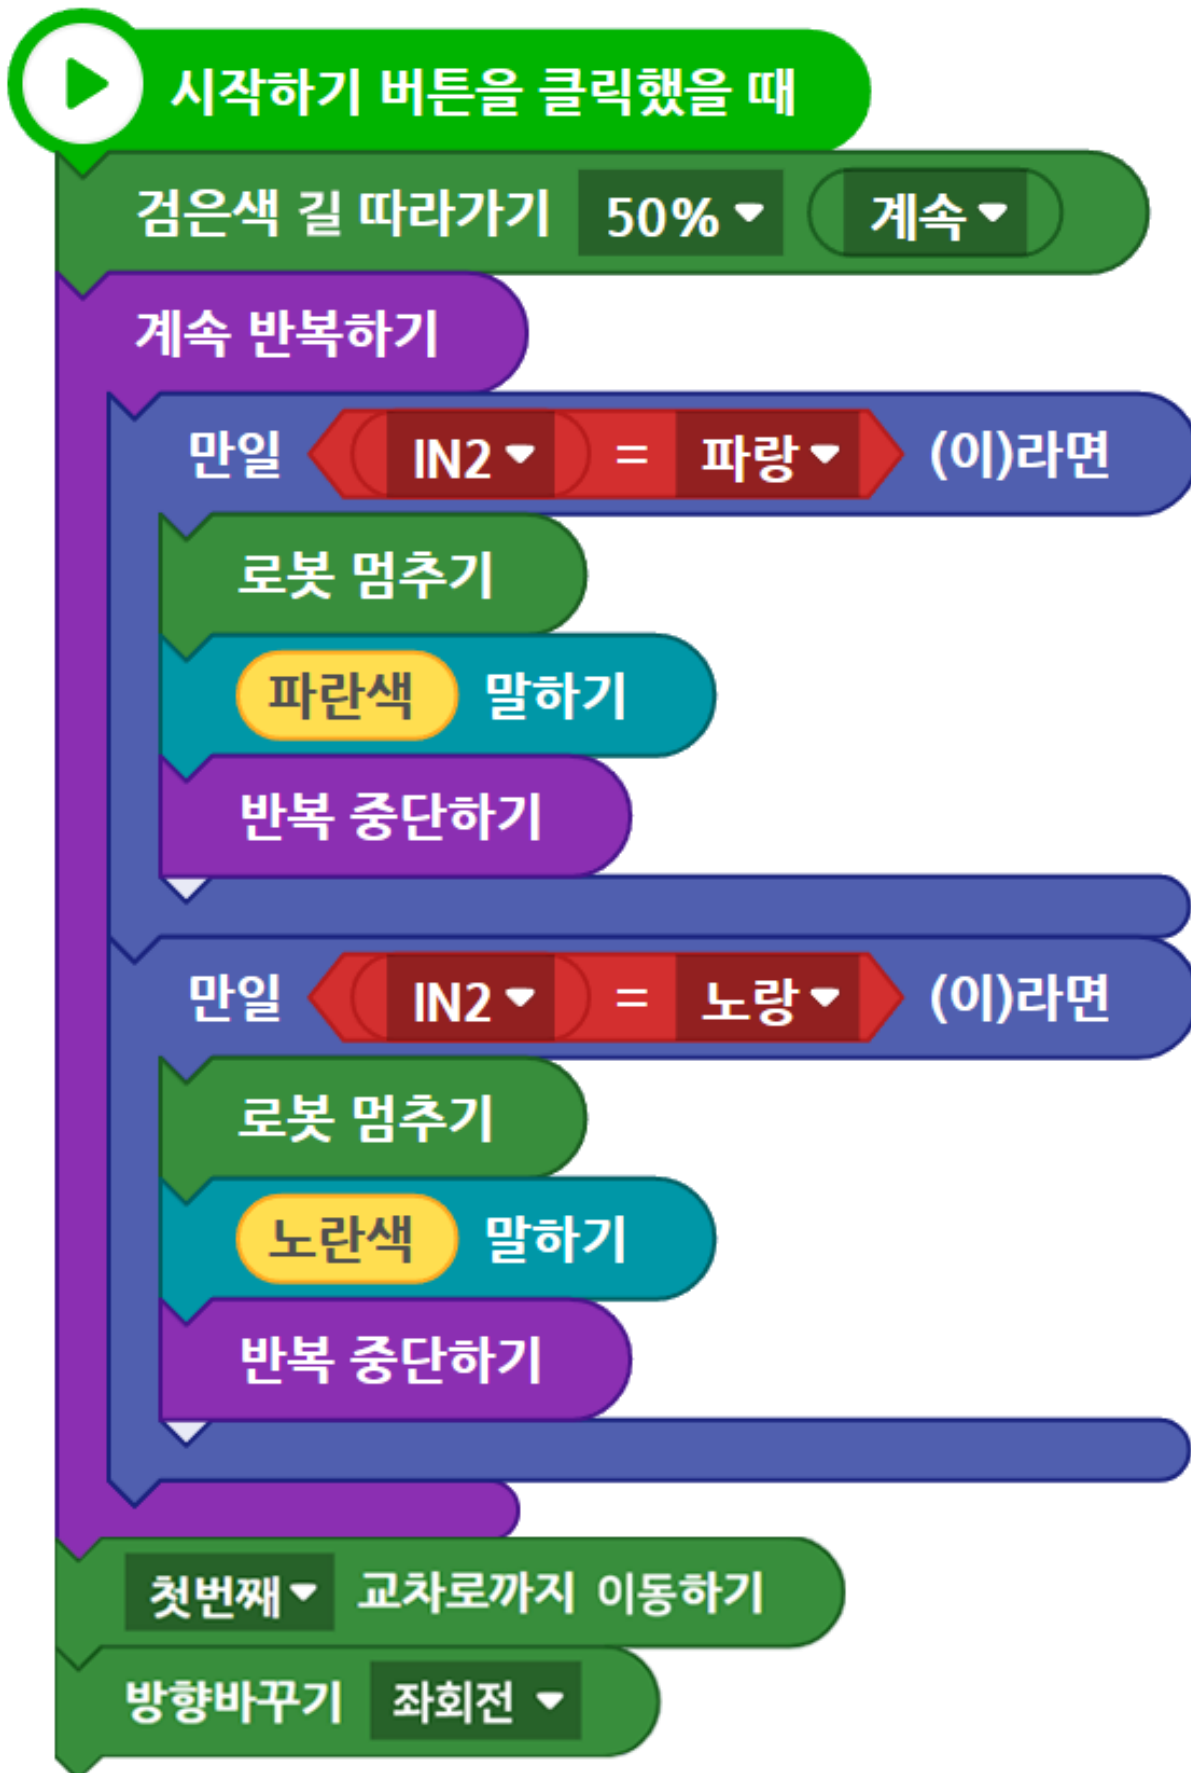 시작하기 버튼을 클릭했을 때
검은색 길 따라가기 50% 계속
계속 반복하기
만일 IN2 = 파랑 (이)라면
로봇 멈추기
파란색 말하기
반복 중단하기
만일 IN2 = 노랑 (이)라면
로봇 멈추기
노란색 말하기
반복 중단하기
첫번째 교차로까지 이동하기
방향바꾸기 좌회전